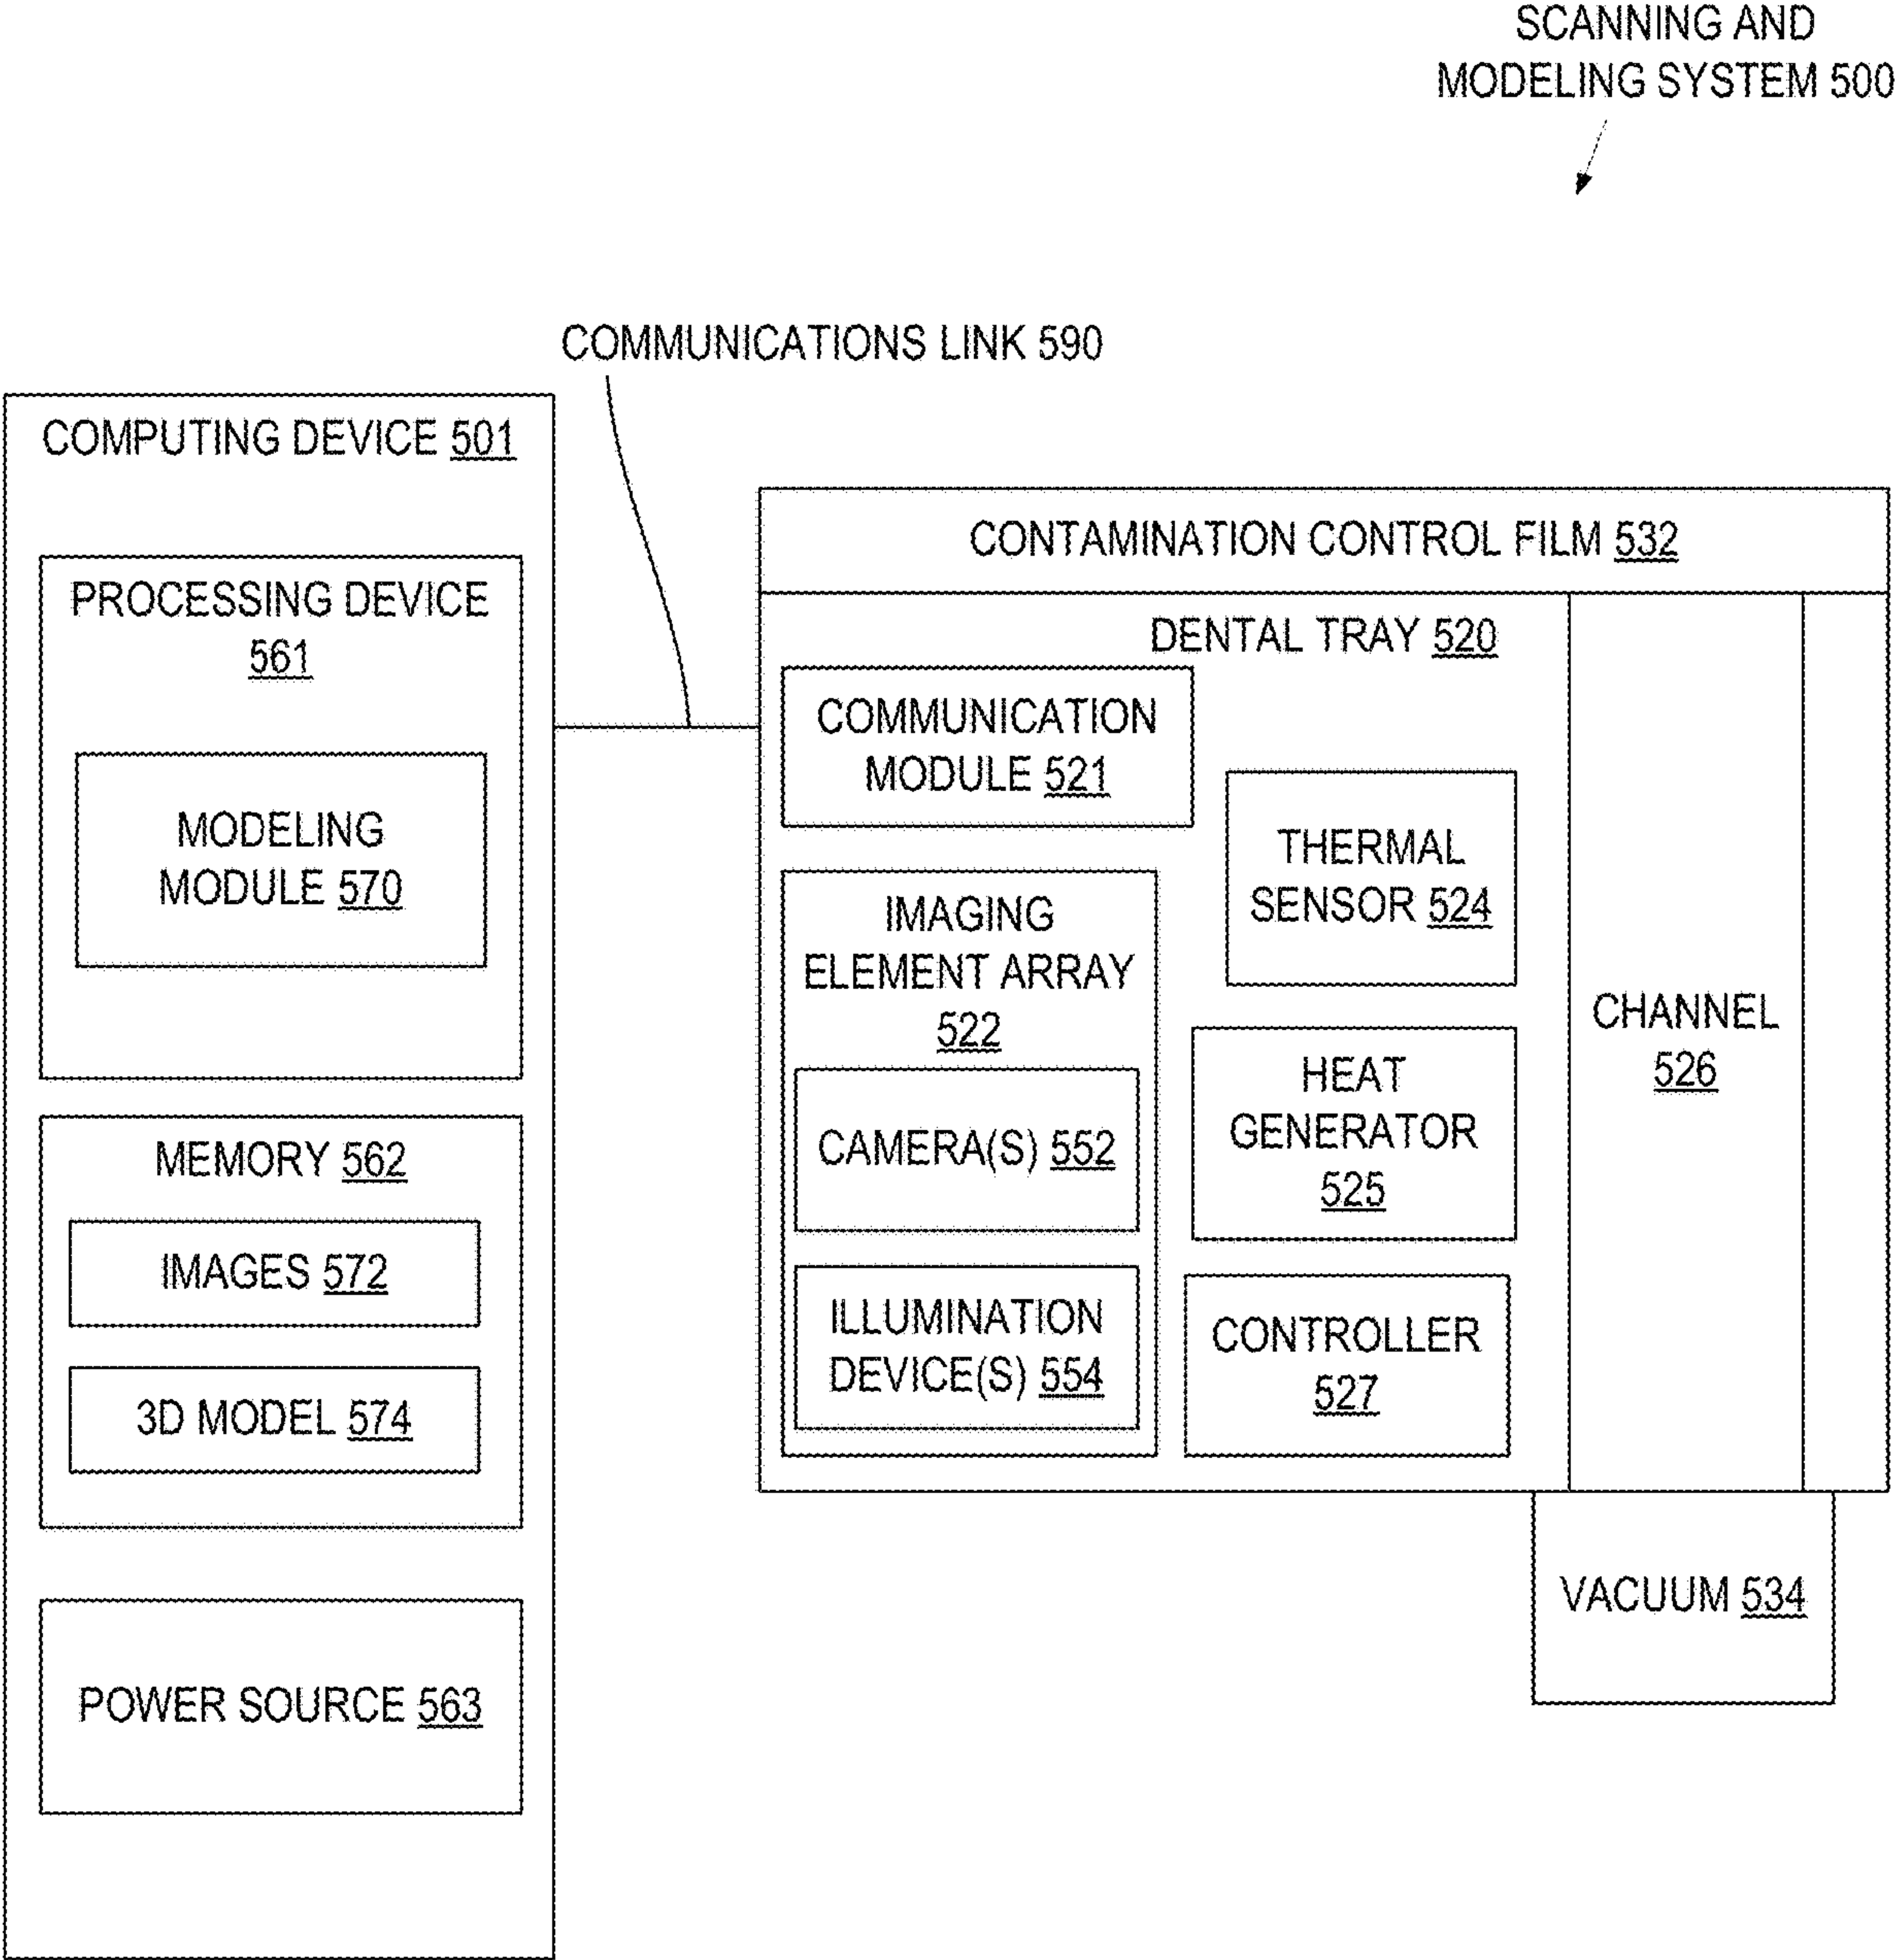 SCANNING AND
MODELING SYSTEM 500
COMMUNICATIONS LINK 590
COMPUTING DEVICE 501
PROCESSING DEVICE
561
MODELING
MODULE 570
MEMORY 562
IMAGES 572
3D MODEL 574
POWER SOURCE 563
CONTAMINATION CONTROL FILM 532
DENTAL TRAY 520
COMMUNICATION
MODULE 521
THERMAL
SENSOR 524
IMAGING
ELEMENT ARRAY
522
CAMERA(S) 552
ILLUMINATION
DEVICE(S) 554
HEAT
GENERATOR
525
CONTROLLER
527
CHANNEL
526
VACUUM 534